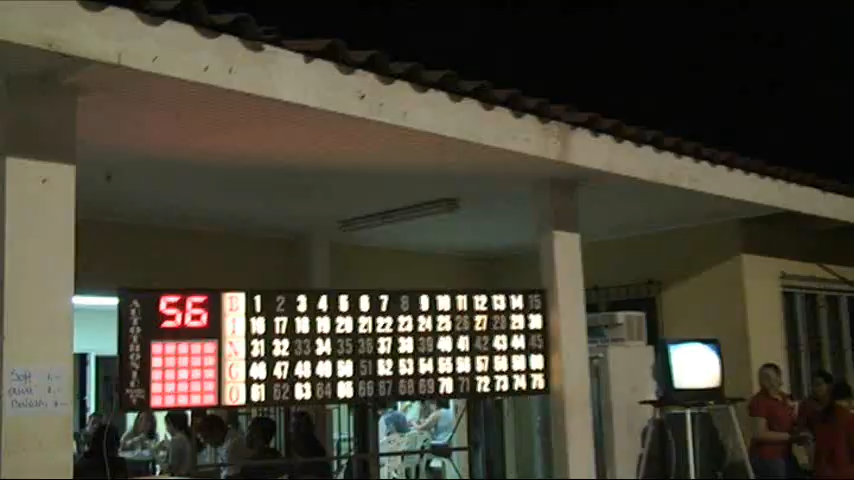 AUTOTRONIC
56
B 1 2 3 4 5 6 7 8 9 10 11 12 13 14 15
I 16 17 18 19 20 21 22 23 24 25 26 27 28 29 30
N 31 32 33 34 35 36 37 38 39 40 41 42 43 44 45
G 46 47 48 49 50 51 52 53 54 55 56 57 58 59 60
O 61 62 63 64 65 66 67 68 69 70 71 72 73 74 75